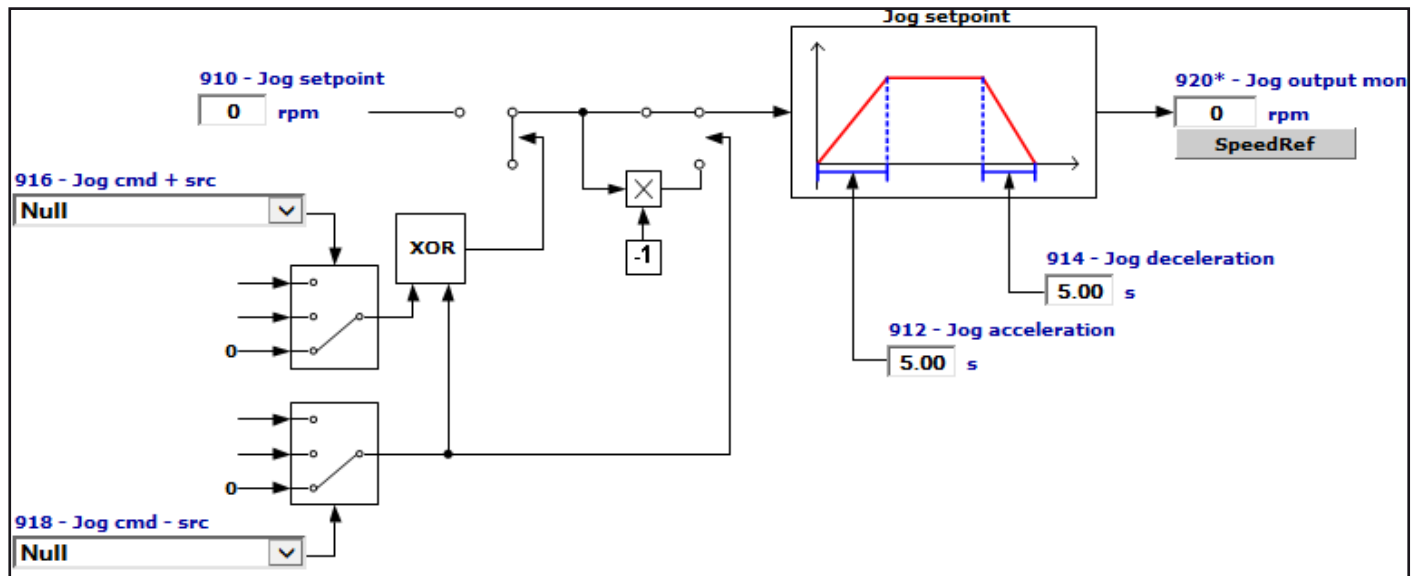 Jog setpoint
910 - Jog setpoint
0 rpm
920* - Jog output mon
0 rpm
SpeedRef
916 - Jog cmd + src
Null
XOR
-1
0
914 - Jog deceleration
5.00 s
912 - Jog acceleration
5.00 s
0
918 - Jog cmd - src
Null